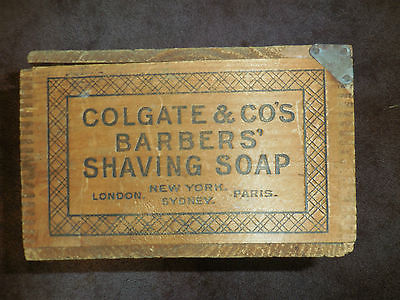 COLGATE & CO'S
BARBERS'
SHAVING SOAP
LONDON. NEW YORK. PARIS.
SYDNEY.